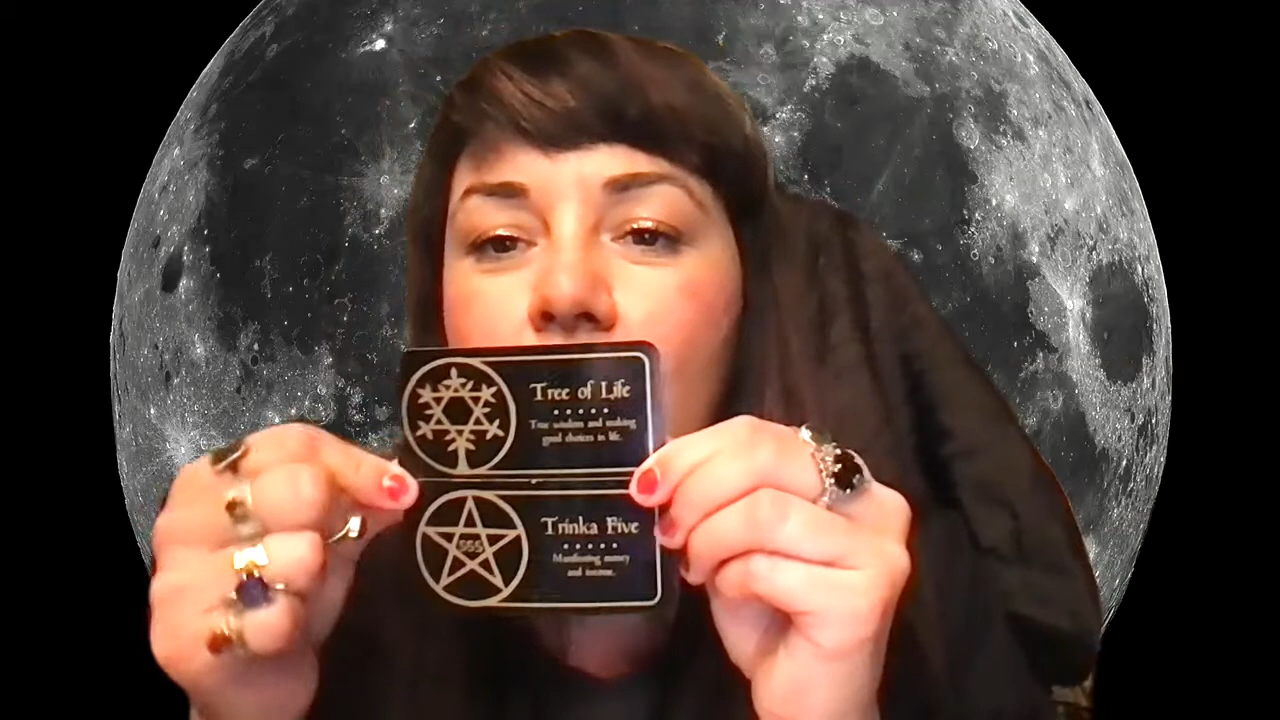 Tree of Life
True wisdom and making
good choices in life.
555
Trinka Five
Manifesting money
and income.